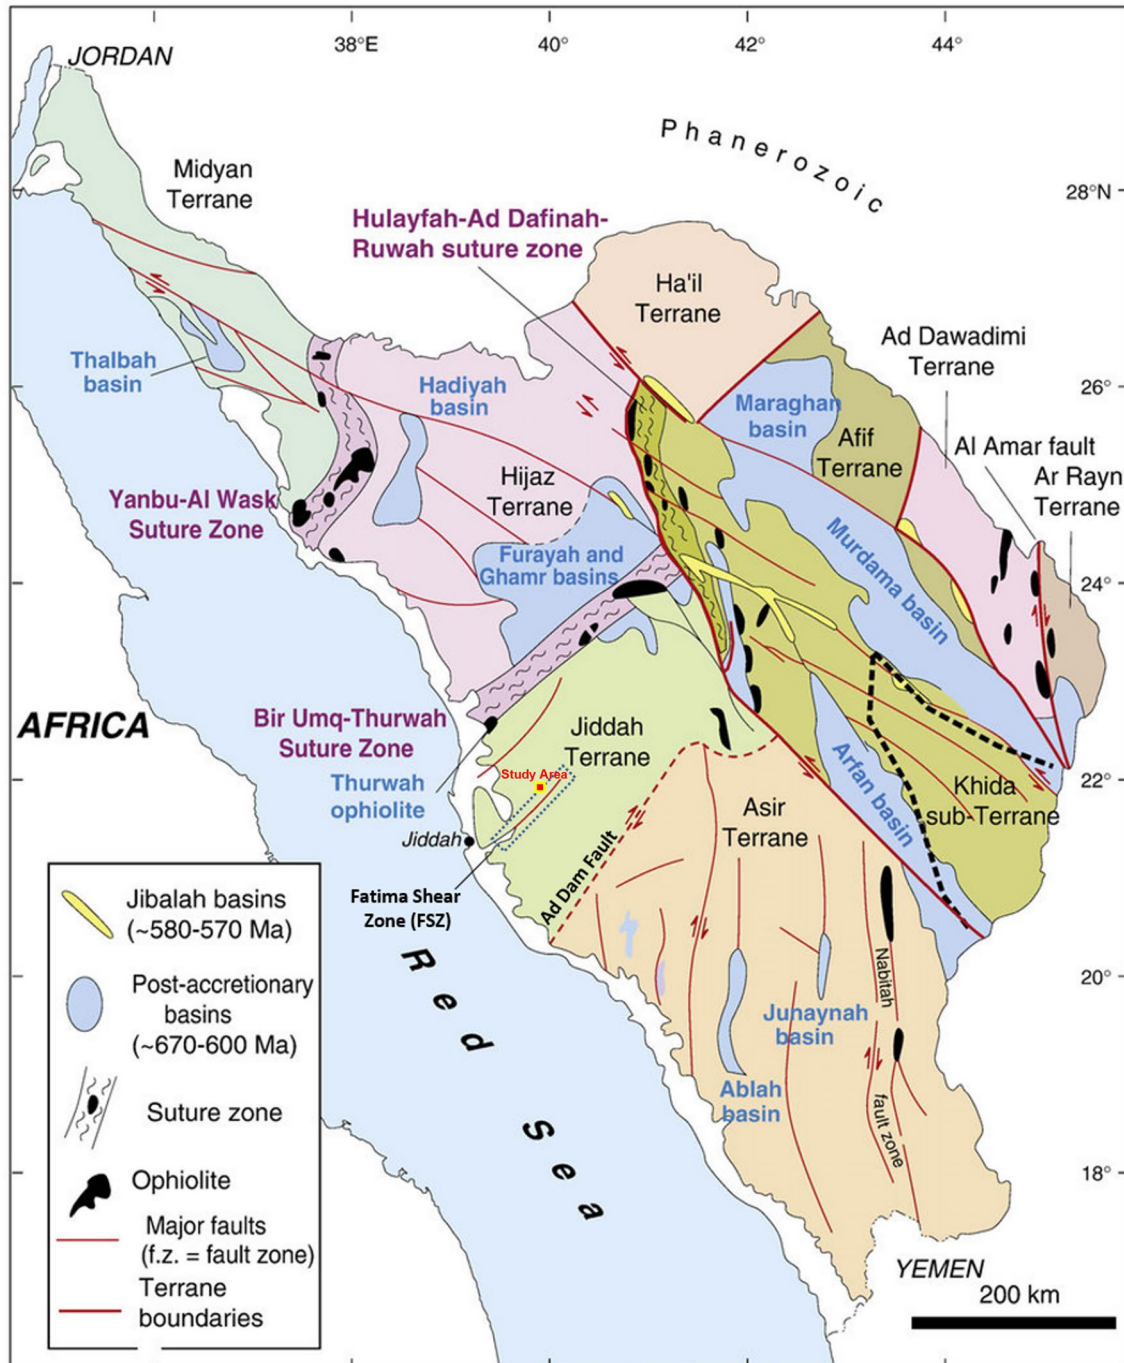 38°E
40°
42°
44°
JORDAN
Phanerozoic
Midyan
Terrane
28°N
Hulayfah-Ad Dafinah-
Ruwah suture zone
Ha'il
Terrane
Ad Dawadimi
Terrane
Thalbah
basin
Hadiyah
basin
26°
Maraghan
basin
Afif
Terrane
Al Amar fault
Ar Rayn
Terrane
Hijaz
Terrane
Yanbu-Al Wask
Suture Zone
Furayah and
Ghamr basins
Murdama basin
24°
AFRICA
Bir Umq-Thurwah
Suture Zone
Jiddah
Terrane
Thurwah
ophiolite
Study Area
Arfan basin
22°
Khida
sub-Terrane
Asir
Terrane
Jiddah
Ad Dam Fault
Fatima Shear
Zone (FSZ)
Red Sea
20°
Nabitah
fault zone
Junaynah
basin
Ablah
basin
18°
YEMEN
200 km
Jibalah basins
(~580-570 Ma)
Post-accretionary
basins
(~670-600 Ma)
Suture zone
Ophiolite
Major faults
(f.z. = fault zone)
Terrane
boundaries